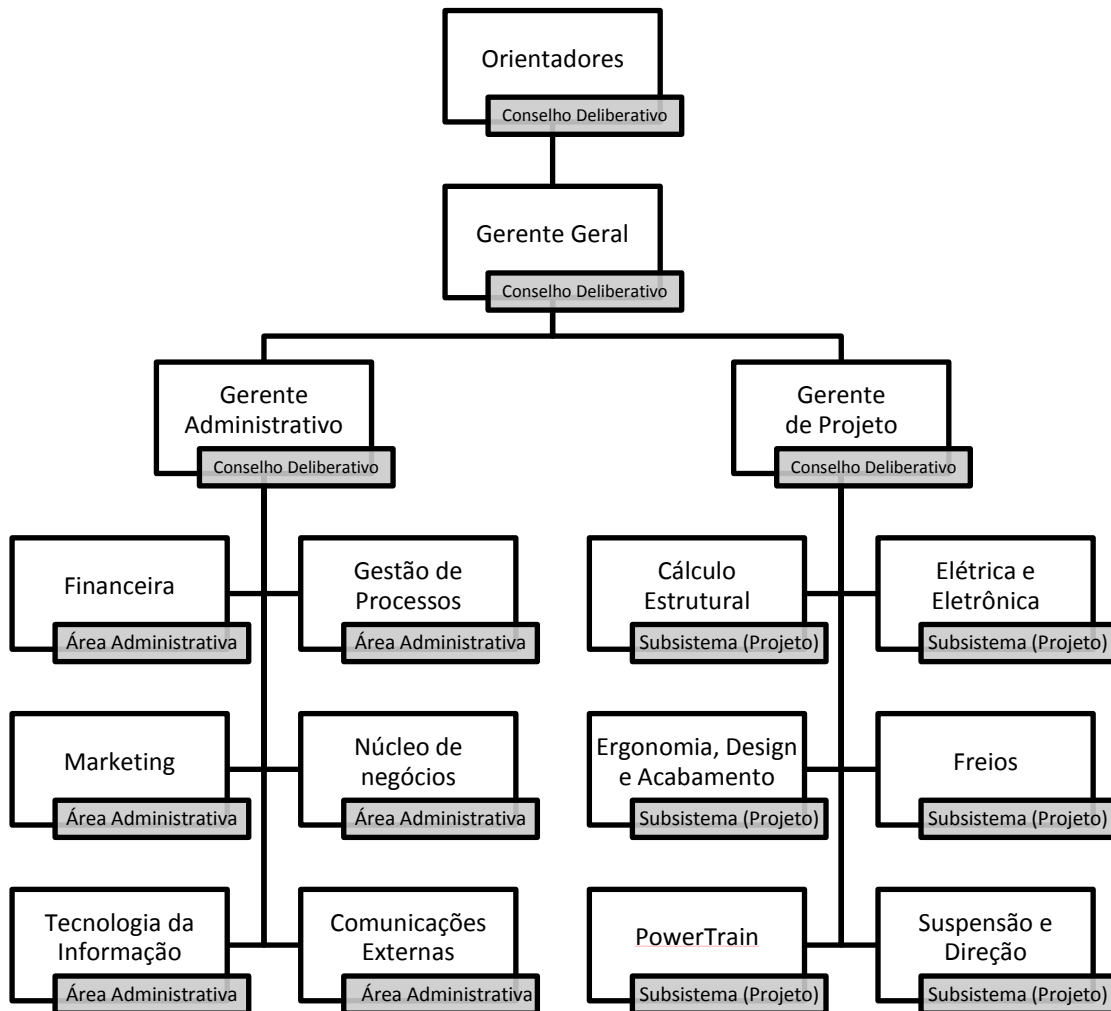 Orientadores
Conselho Deliberativo
Gerente Geral
Conselho Deliberativo
Gerente
Administrativo
Conselho Deliberativo
Gerente
de Projeto
Conselho Deliberativo
Financeira
Área Administrativa
Gestão de
Processos
Área Administrativa
Cálculo
Estrutural
Subsistema (Projeto)
Elétrica e
Eletrônica
Subsistema (Projeto)
Marketing
Área Administrativa
Núcleo de
negócios
Área Administrativa
Ergonomia, Design
e Acabamento
Subsistema (Projeto)
Freios
Subsistema (Projeto)
Tecnologia da
Informação
Área Administrativa
Comunicações
Externas
Área Administrativa
PowerTrain
Subsistema (Projeto)
Suspensão e
Direção
Subsistema (Projeto)